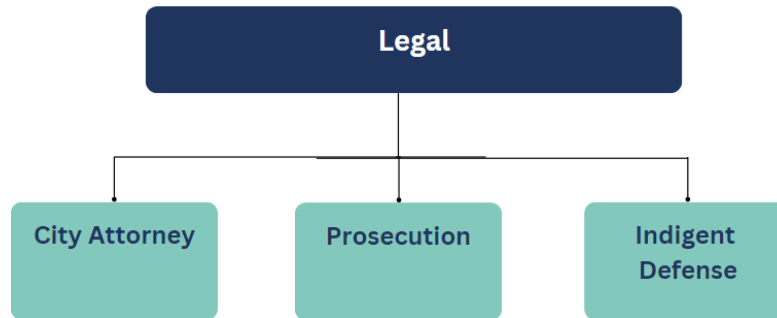 Legal
City Attorney
Prosecution
Indigent
Defense